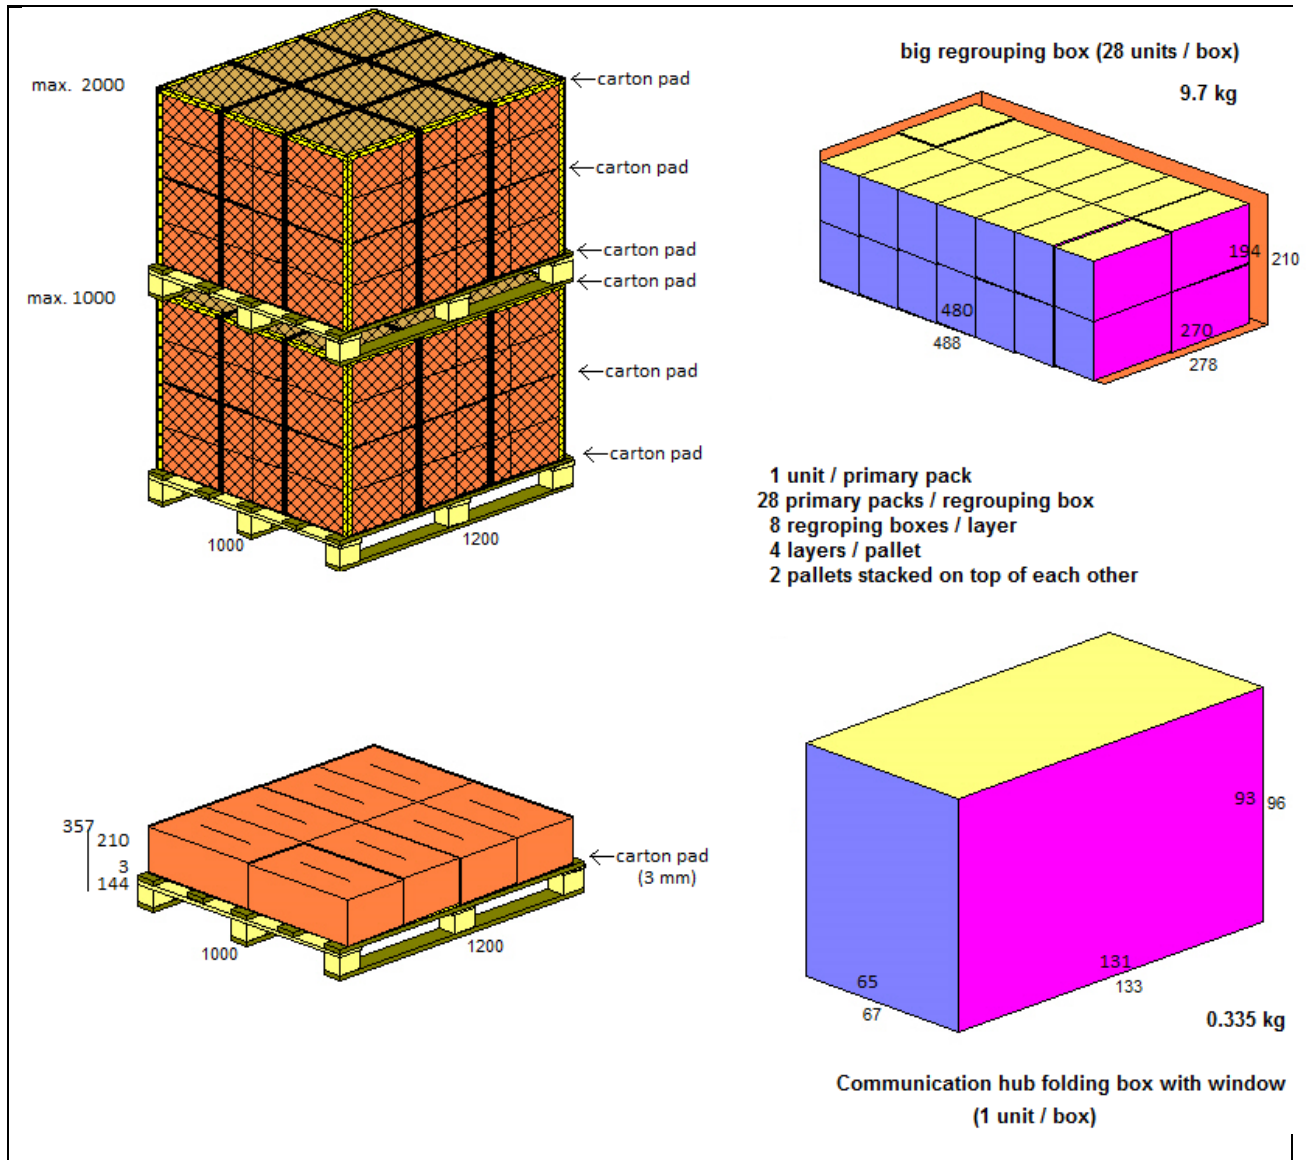 max. 2000
carton pad
carton pad
carton pad
carton pad
max. 1000
carton pad
carton pad
1000
1200
big regrouping box (28 units / box)
9.7 kg
194
210
480
488
270
278
1 unit / primary pack
28 primary packs / regrouping box
8 regroping boxes / layer
4 layers / pallet
2 pallets stacked on top of each other
357
210
3
144
carton pad
(3 mm)
1000
1200
93
96
131
133
65
67
0.335 kg
Communication hub folding box with window
(1 unit / box)